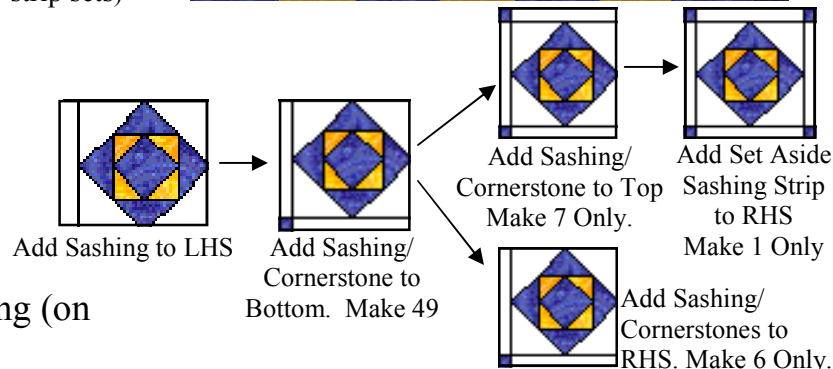 strip sets)
Add Sashing to LHS
Add Sashing/
Cornerstone to
Bottom. Make 49
Add Sashing/
Cornerstone to Top
Make 7 Only.
Add Set Aside
Sashing Strip
to RHS
Make 1 Only
Add Sashing/
Cornerstones to
RHS. Make 6 Only.
ng (on